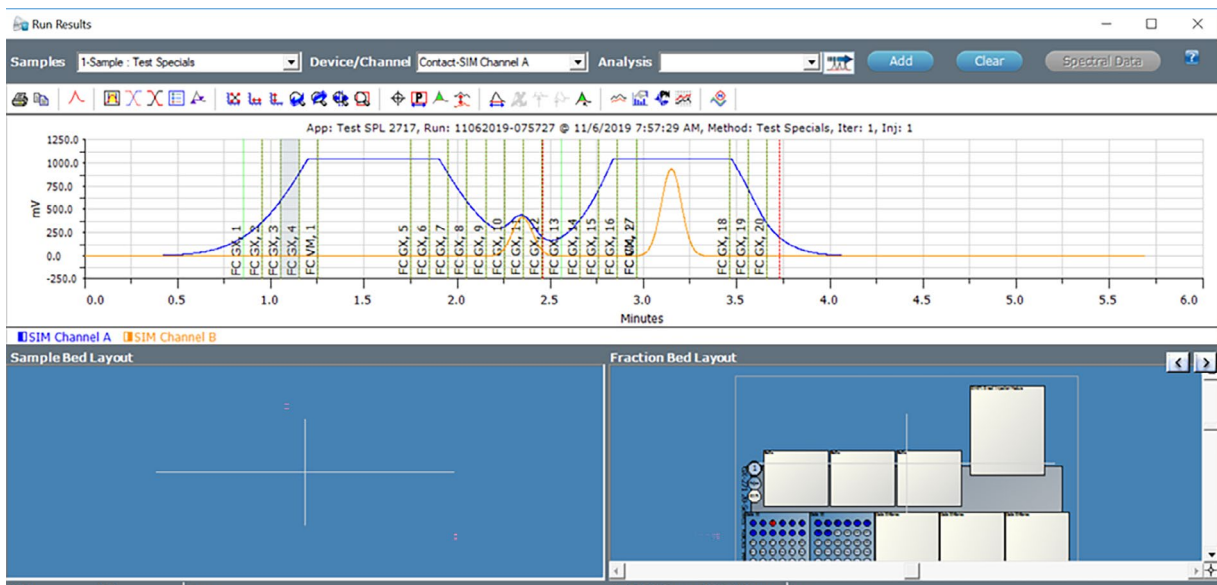 Run Results
Samples 1-Sample : Test Specials Device/Channel Contact-SIM Channel A Analysis Add Clear Spectral Data
App: Test SPL 2717, Run: 11062019-075727 @ 11/6/2019 7:57:29 AM, Method: Test Specials, Iter: 1, Inj: 1
1250.0
1000.0
750.0
500.0
250.0
0.0
-250.0
mV
FC GX, 1
FC GX, 2
FC GX, 3
FC GX, 4
FC VM, 1
FC GX, 5
FC GX, 6
FC GX, 7
FC GX, 8
FC GX, 9
FC GX, 10
FC GX, 11
FC GX, 12
FC GX, 13
FC GX, 14
FC GX, 15
FC GX, 16
FC GX, 18
FC GX, 19
FC GX, 20
0.0 0.5 1.0 1.5 2.0 2.5 3.0 3.5 4.0 4.5 5.0 5.5 6.0
Minutes
SIM Channel A SIM Channel B
Sample Bed Layout Fraction Bed Layout